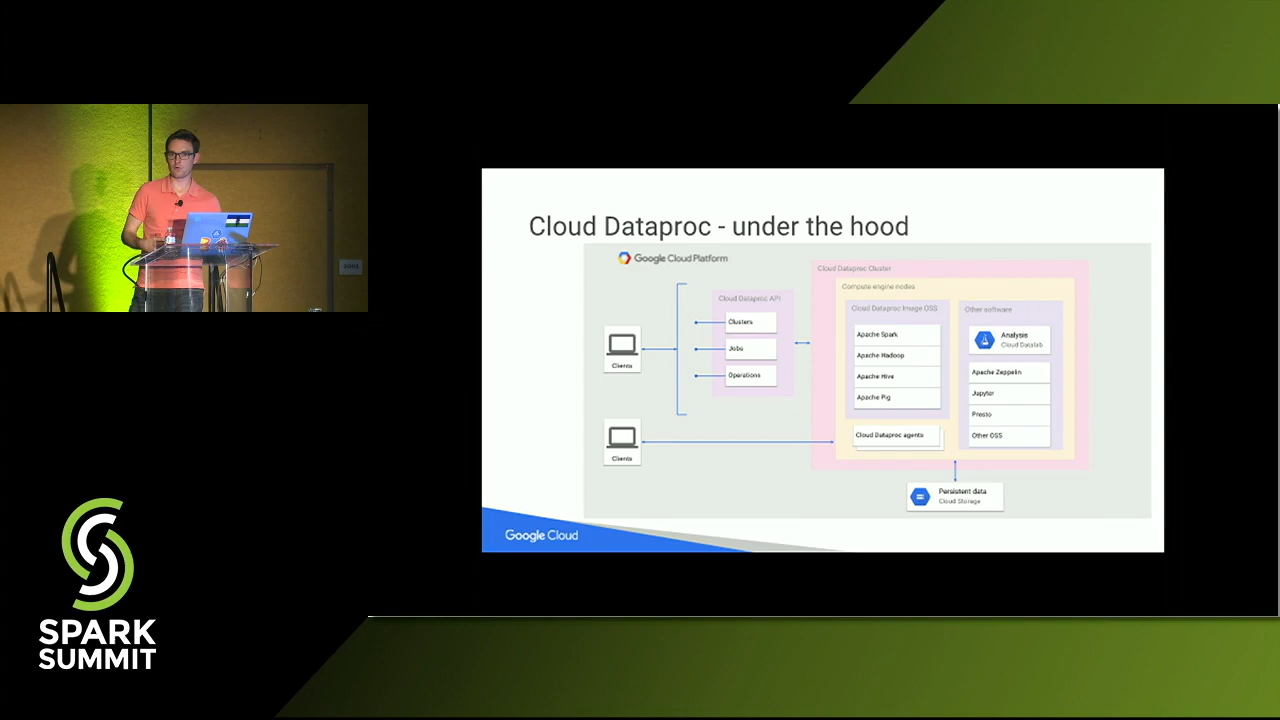 Cloud Dataproc - under the hood
Google Cloud Platform
Cloud Dataproc Cluster
Compute engine nodes
Cloud Dataproc API
Clusters
Jobs
Operations
Clients
Clients
Cloud Dataproc Image OSS
Apache Spark
Apache Hadoop
Apache Hive
Apache Pig
Cloud Dataproc agents
Other software
Analysis
Cloud Datalab
Apache Zeppelin
Jupyter
Presto
Other OSS
Persistent data
Cloud Storage
Google Cloud
SPARK
SUMMIT